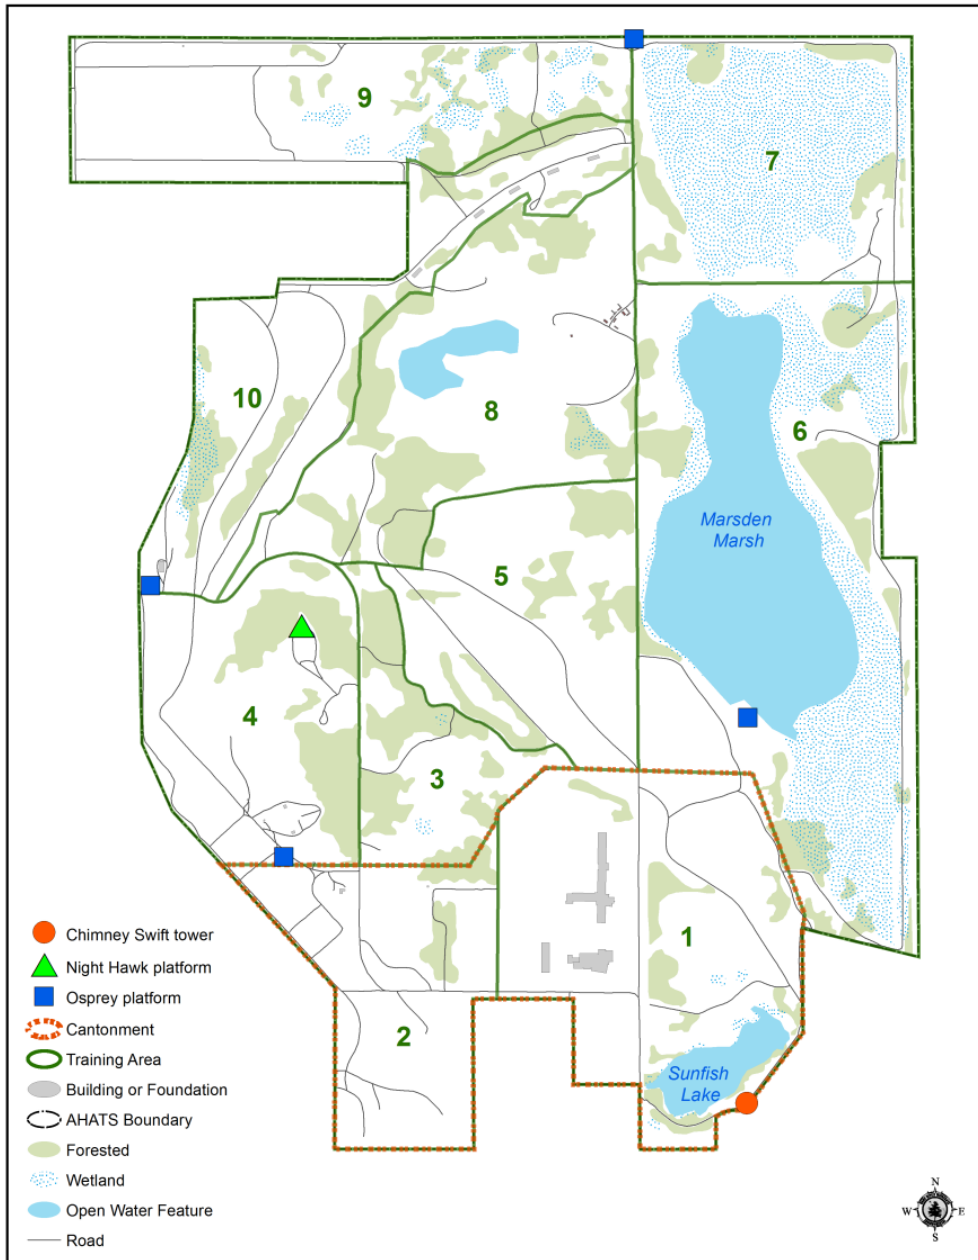 9
7
10
8
6
Marsden
Marsh
5
4
3
1
2
Sunfish
Lake
Chimney Swift tower
Night Hawk platform
Osprey platform
Cantonment
Training Area
Building or Foundation
AHATS Boundary
Forested
Wetland
Open Water Feature
Road
N
W E
S